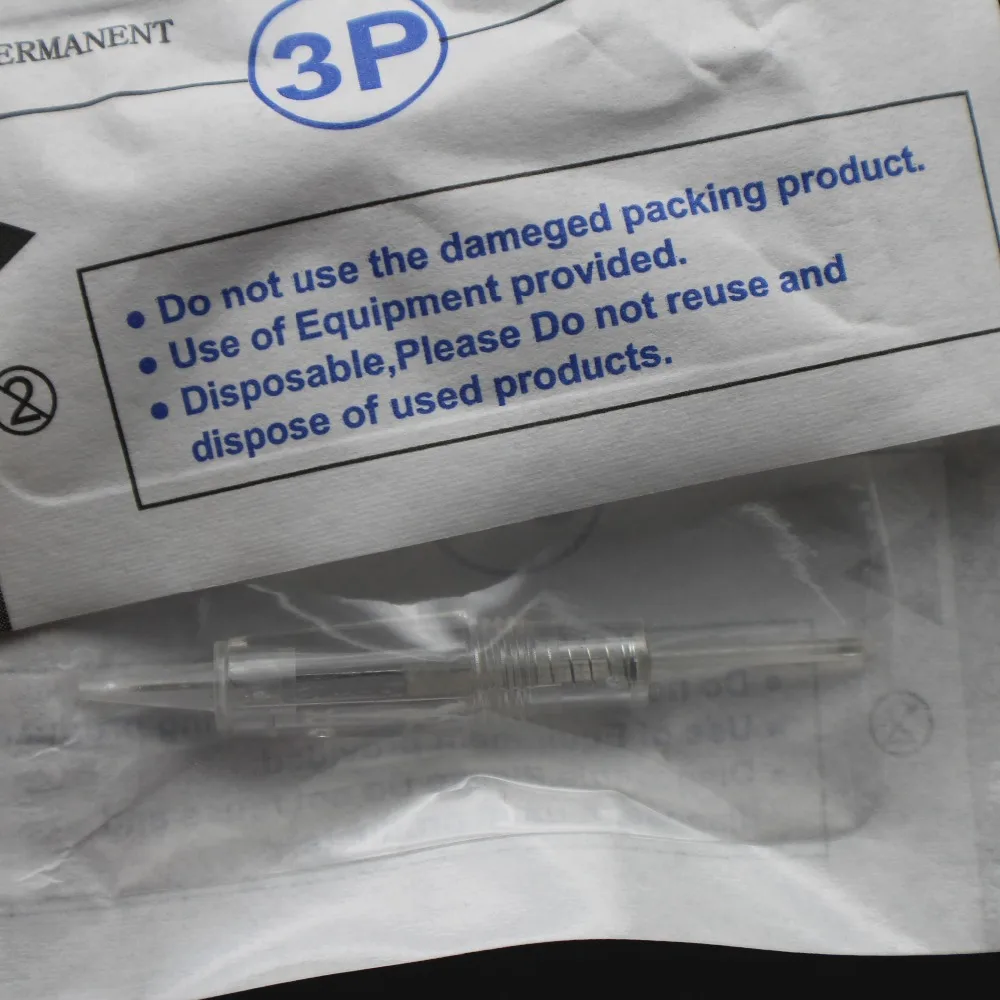 ERMANENT
3P
• Do not use the dameged packing product.
• Use of Equipment provided.
• Disposable,Please Do not reuse and
dispose of used products.
2